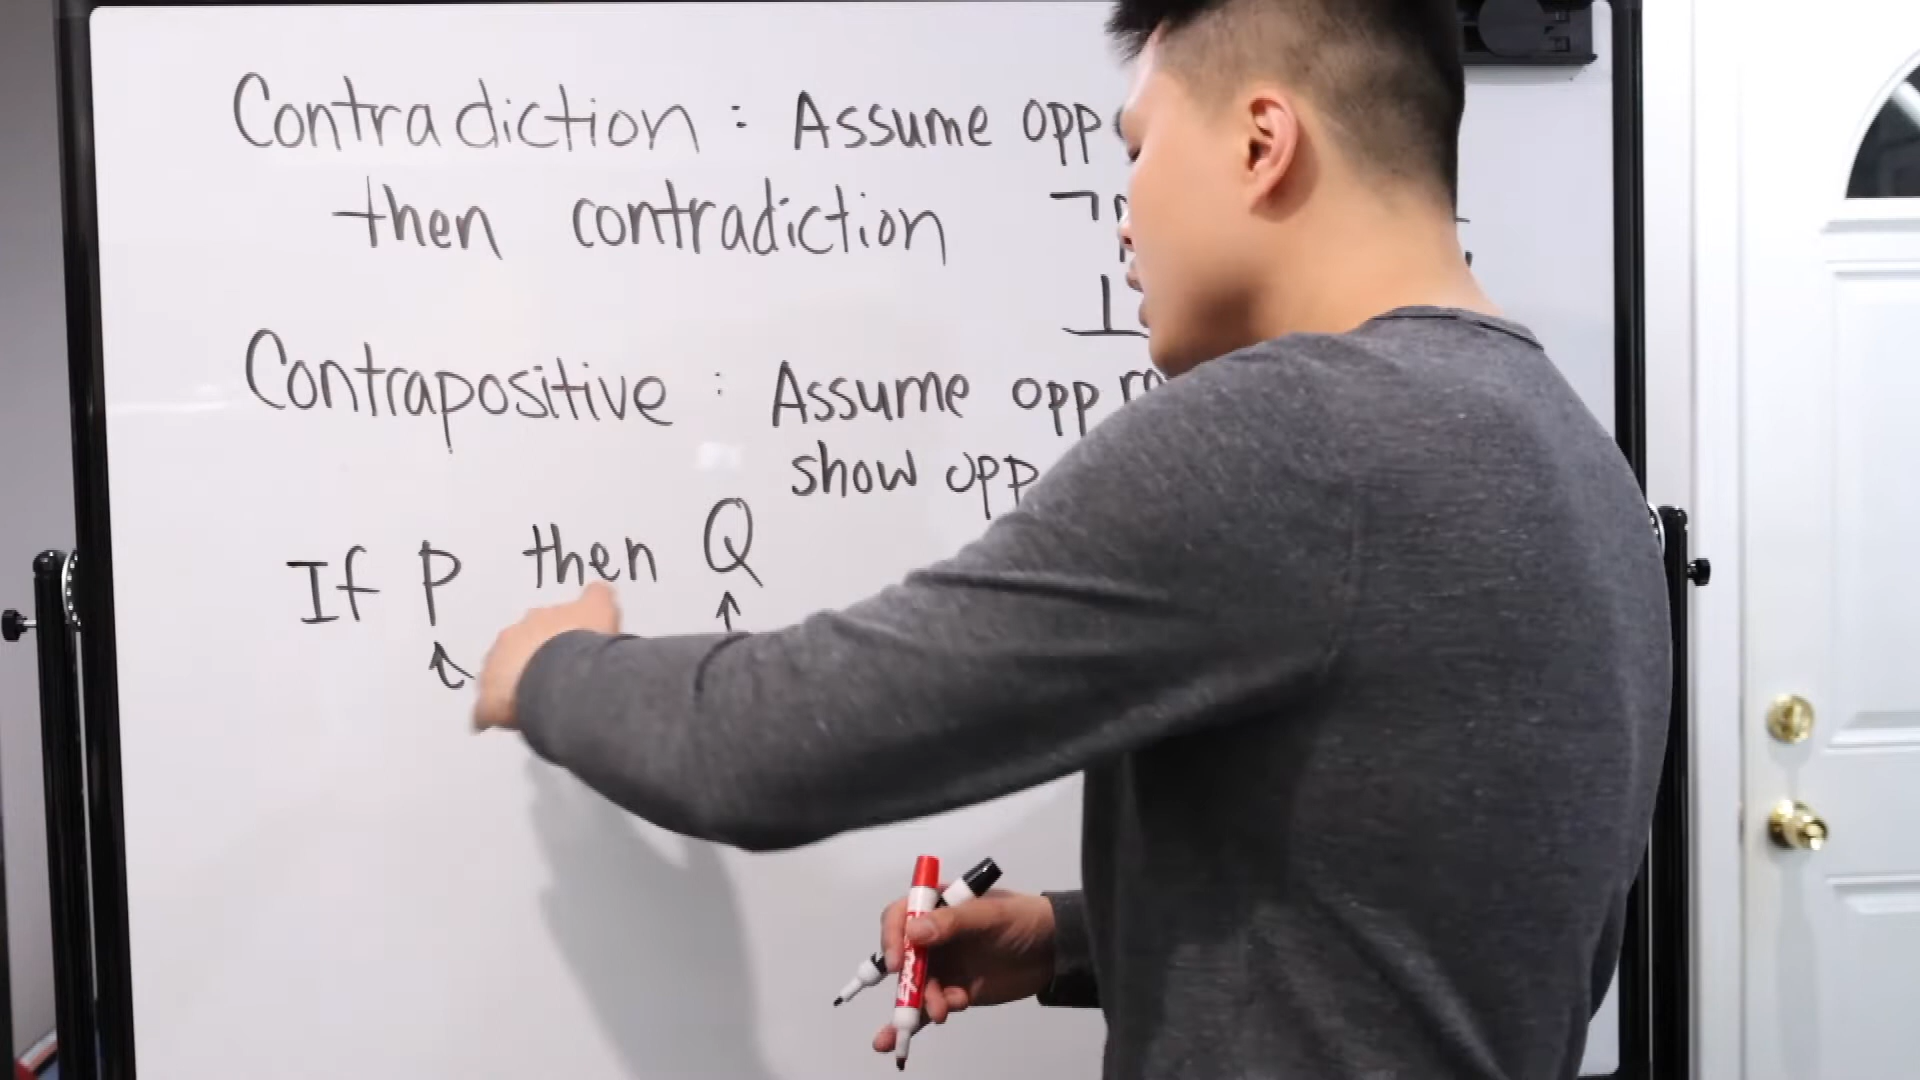 Contradiction : Assume opp
then contradiction ¬
⊥
Contrapositive : Assume opp
show opp
If P then Q